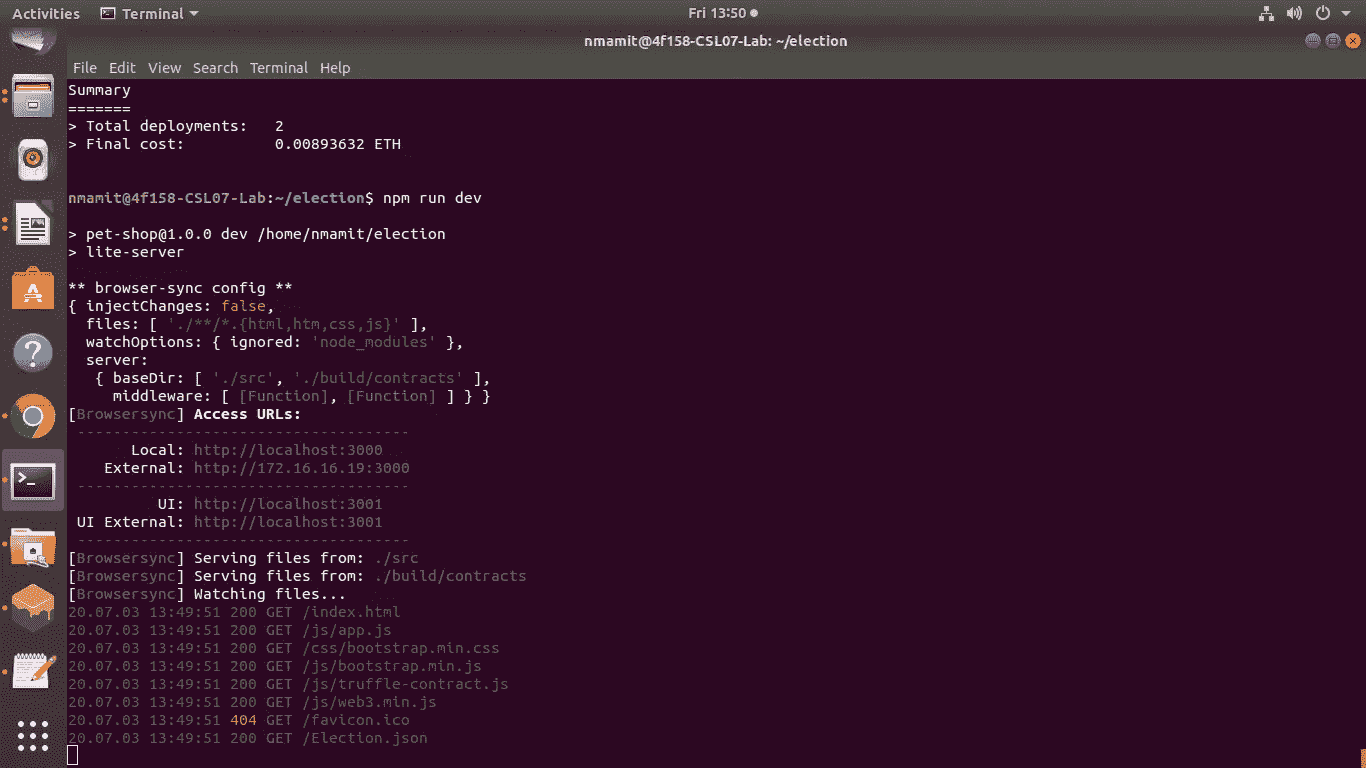 Activities Terminal Fri 13:50
nmamit@4f158-CSL07-Lab: ~/election
File Edit View Search Terminal Help
Summary
=======
> Total deployments: 2
> Final cost: 0.00893632 ETH
nmamit@4f158-CSL07-Lab:~/election$ npm run dev
> pet-shop@1.0.0 dev /home/nmamit/election
> lite-server
** browser-sync config **
{ injectChanges: false,
files: [ './**/*.{html,htm,css,js}' ],
watchOptions: { ignored: 'node_modules' },
server:
{ baseDir: [ './src', './build/contracts' ],
middleware: [ [Function], [Function] ] } }
[Browsersync] Access URLs:
-------------------------------------
Local: http://localhost:3000
External: http://172.16.16.19:3000
-------------------------------------
UI: http://localhost:3001
UI External: http://localhost:3001
-------------------------------------
[Browsersync] Serving files from: ./src
[Browsersync] Serving files from: ./build/contracts
[Browsersync] Watching files...
20.07.03 13:49:51 200 GET /index.html
20.07.03 13:49:51 200 GET /js/app.js
20.07.03 13:49:51 200 GET /css/bootstrap.min.css
20.07.03 13:49:51 200 GET /js/bootstrap.min.js
20.07.03 13:49:51 200 GET /js/truffle-contract.js
20.07.03 13:49:51 200 GET /js/web3.min.js
20.07.03 13:49:51 404 GET /favicon.ico
20.07.03 13:49:51 200 GET /Election.json